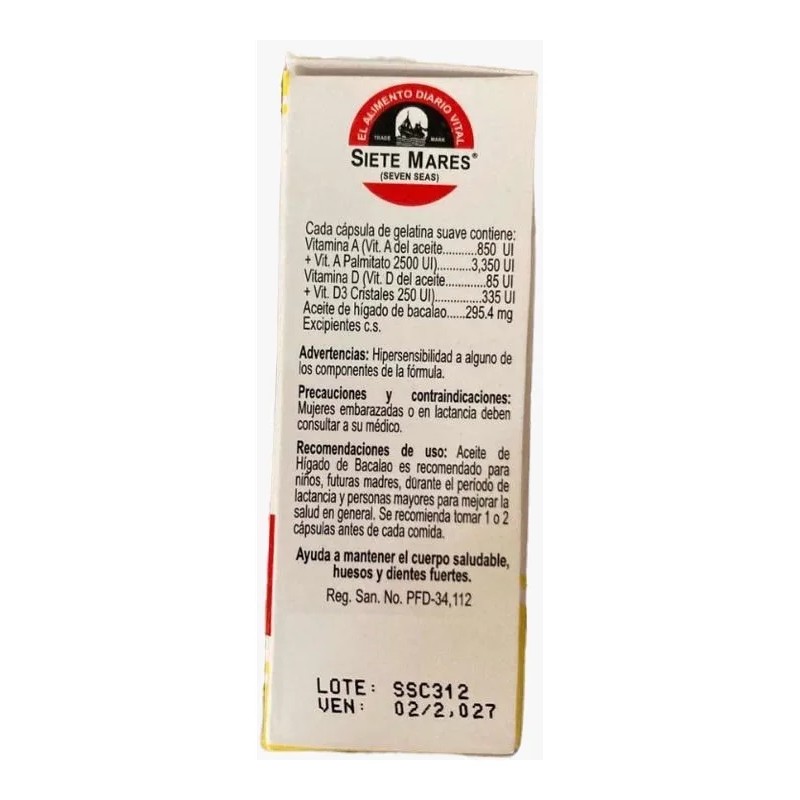 EL ALIMENTO DIARIO VITAL
TRADE MARK
SIETE MARES®
(SEVEN SEAS)
Cada cápsula de gelatina suave contiene:
Vitamina A (Vit. A del aceite..........850 UI
+ Vit. A Palmitato 2500 UI)..........3,350 UI
Vitamina D (Vit. D del aceite............85 UI
+ Vit. D3 Cristales 250 UI)..............335 UI
Aceite de hígado de bacalao.....295.4 mg
Excipientes c.s.
Advertencias: Hipersensibilidad a alguno de
los componentes de la fórmula.
Precauciones y contraindicaciones:
Mujeres embarazadas o en lactancia deben
consultar a su médico.
Recomendaciones de uso: Aceite de
Hígado de Bacalao es recomendado para
niños, futuras madres, durante el período de
lactancia y personas mayores para mejorar la
salud en general. Se recomienda tomar 1 o 2
cápsulas antes de cada comida.
Ayuda a mantener el cuerpo saludable,
huesos y dientes fuertes.
Reg. San. No. PFD-34,112
LOTE: SSC312
VEN: 02/2,027